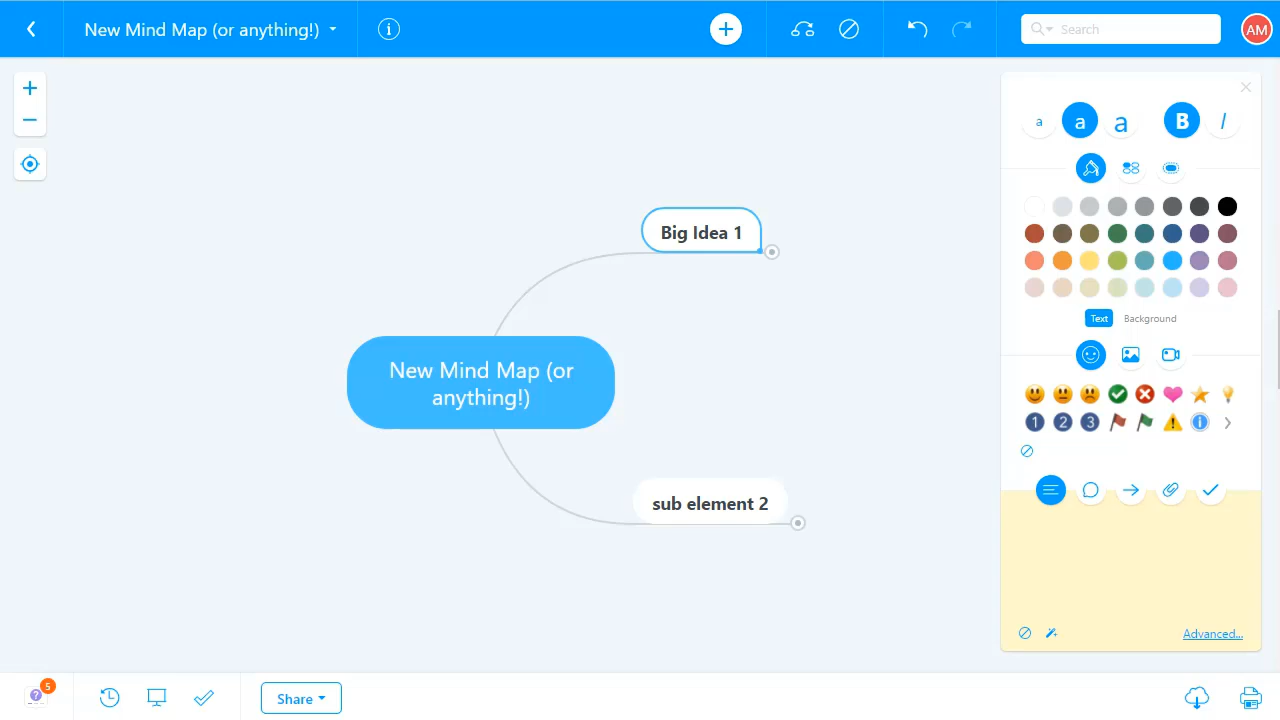 New Mind Map (or anything!)
Search
AM
a a a B I
Big Idea 1
New Mind Map (or
anything!)
sub element 2
Text Background
1 2 3
Advanced...
5
Share